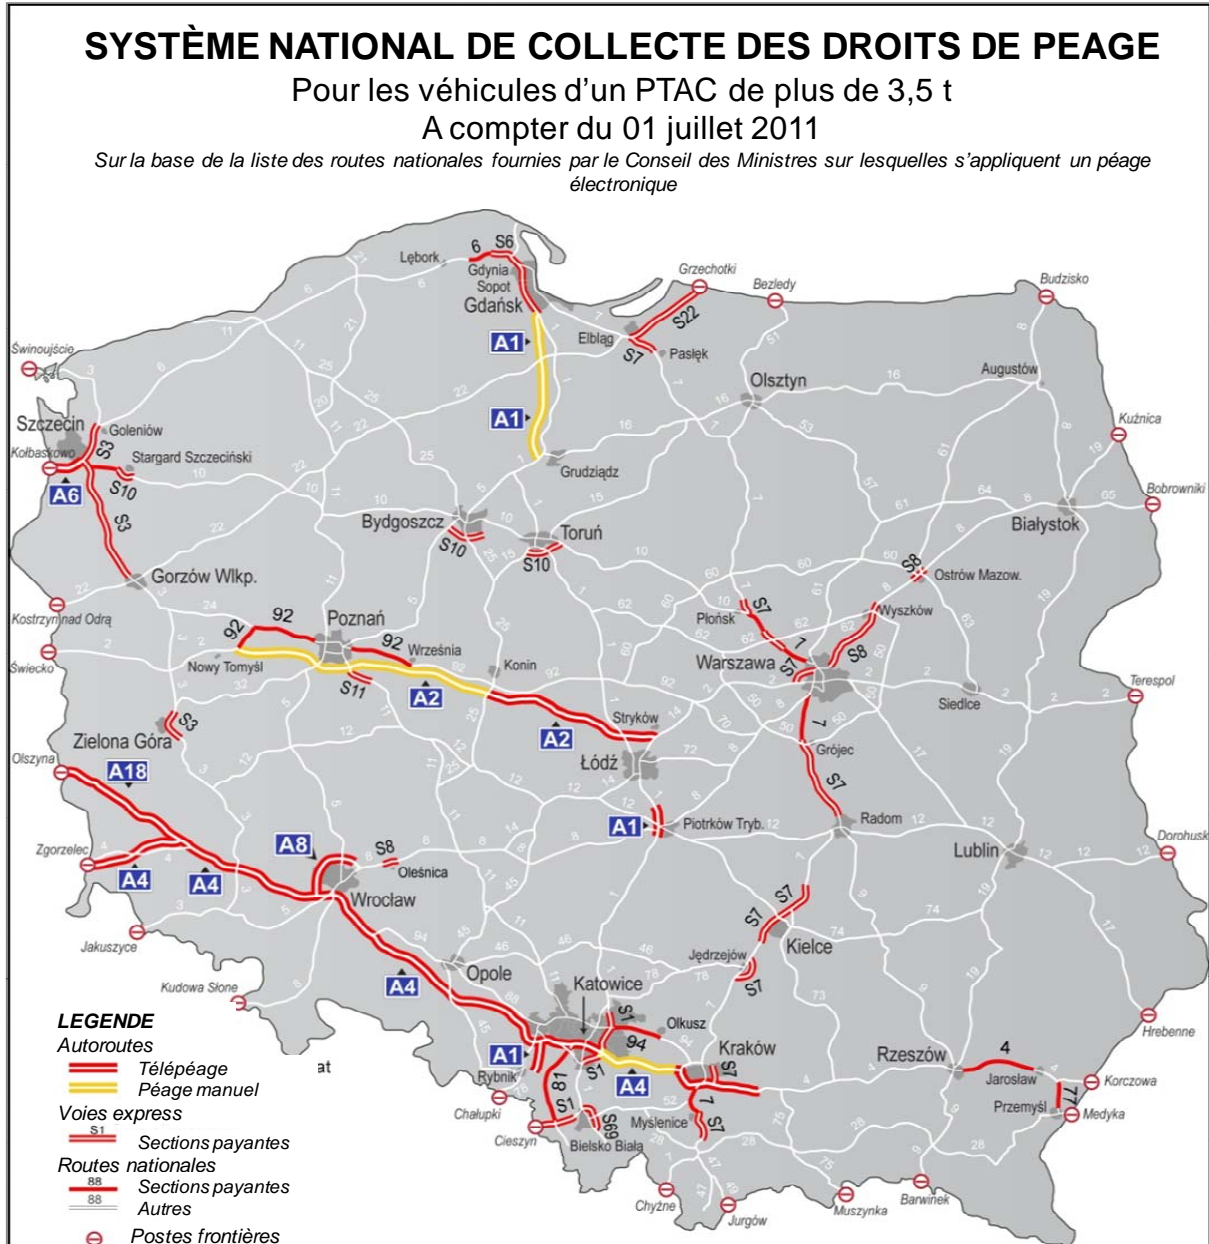 SYSTÈME NATIONAL DE COLLECTE DES DROITS DE PEAGE
Pour les véhicules d'un PTAC de plus de 3,5 t
A compter du 01 juillet 2011
Sur la base de la liste des routes nationales fournies par le Conseil des Ministres sur lesquelles s'appliquent un péage
électronique
Lębork
6 S6
Gdynia
Sopot
Gdańsk
Grzechotki
Bezledy
Budzisko
S22
Elbląg
S7
Pasłęk
A1
Świnoujście
Olsztyn
Augustów
A1
Szczecin
Goleniów
Kołbaskowo
S3
Stargard Szczeciński
Kuźnica
Grudziądz
A6
S10
S3
Bobrowniki
Białystok
Bydgoszcz
S10
Toruń
S10
Gorzów Wlkp.
S8
Ostrów Mazow.
Kostrzyn nad Odrą
92 92
Poznań
92
Września
Płońsk
S7
1
Wyszków
S8
Świecko
Nowy Tomyśl
Konin
Warszawa
S7
S11
A2
Siedlce
Terespol
S3
Zielona Góra
Stryków
A2
7
Grójec
Olszyna
A18
Łódź
S7
A1
Piotrków Tryb.
Radom
Dorohusk
Zgorzelec
A8
S8
Oleśnica
Lublin
A4
A4
Wrocław
S7
S7
Kielce
Jakuszyce
Jędrzejów
S7
Opole
A4
Katowice
Kudowa Słone
S1
Olkusz
94
Hrebenne
LEGENDE
Autoroutes
Télépéage
Péage manuel
at
A1
Rybnik
81
S1
A4
Kraków
S7
Rzeszów
4
Jarosław
Korczowa
77
Przemyśl
Medyka
Chałupki
S1
Cieszyn
S69
Bielsko Biała
7
Myslenice
S7
Voies express
S1
Sections payantes
Routes nationales
88
Sections payantes
88
Autres
Postes frontières
Chyżne
Jurgów
Muszynka
Barwinek